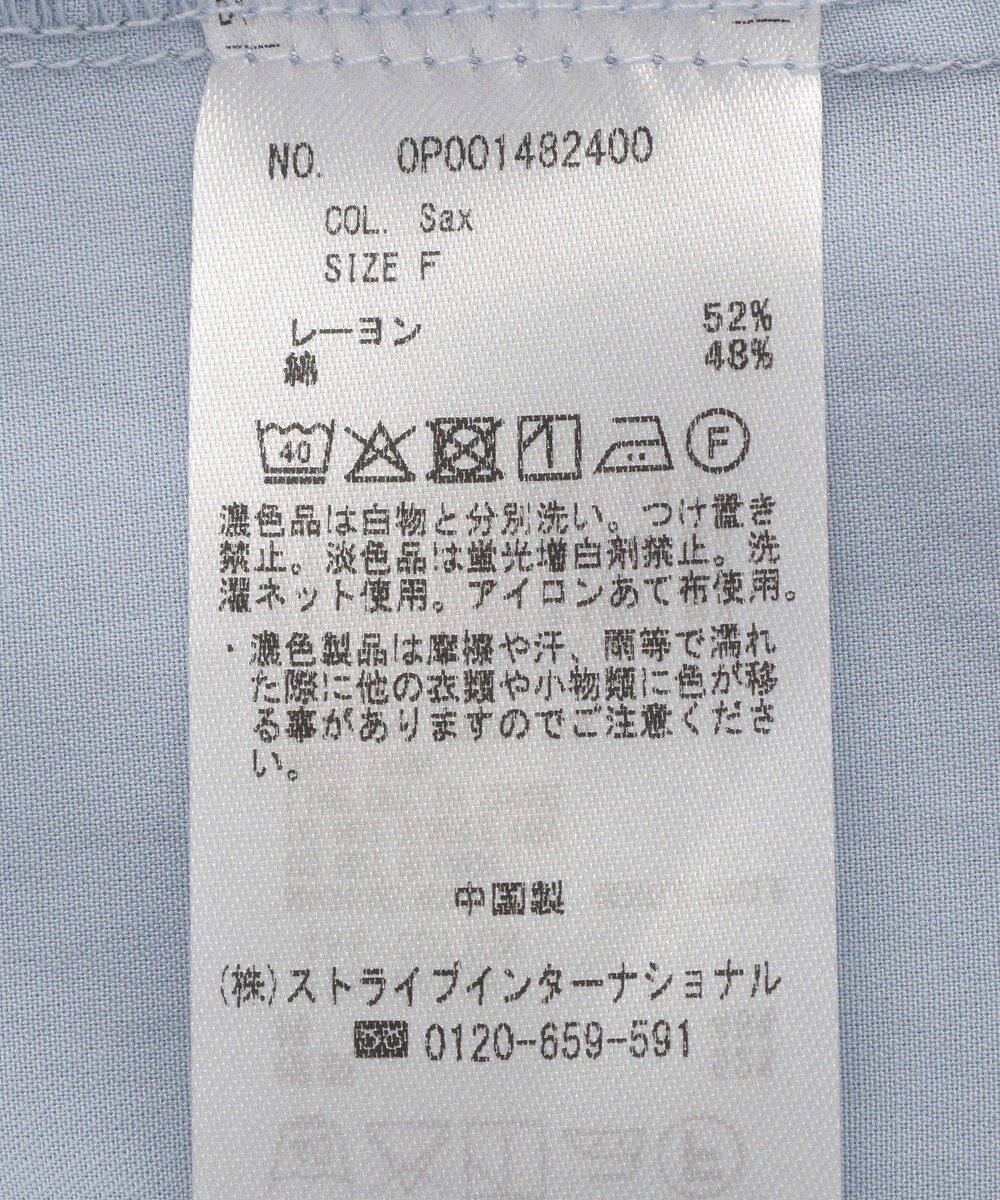 NO. 0P001482400
COL. Sax
SIZE F
レーヨン 52%
綿 48%
40 F
濃色品は白物と分別洗い。つけ置き
禁止。淡色品は蛍光増白剤禁止。洗
濯ネット使用。アイロンあて布使用。
・濃色製品は摩擦や汗、雨等で濡れ
た際に他の衣類や小物類に色が移
る事がありますのでご注意くださ
い。
中国製
(株)ストライプインターナショナル
0120-659-591